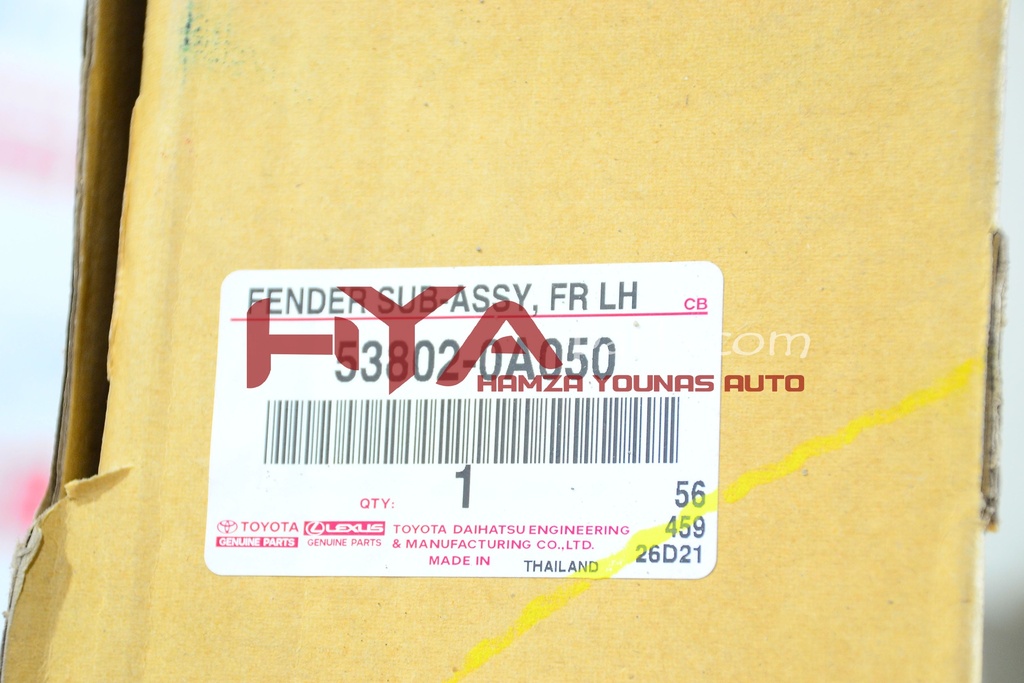 FENDER SUB-ASSY, FR LH
CB
53802-0A050
HYA
HAMZA YOUNAS AUTO
QTY: 1
56
TOYOTA LEXUS TOYOTA DAIHATSU ENGINEERING 459
GENUINE PARTS GENUINE PARTS & MANUFACTURING CO.,LTD. 26D21
MADE IN THAILAND